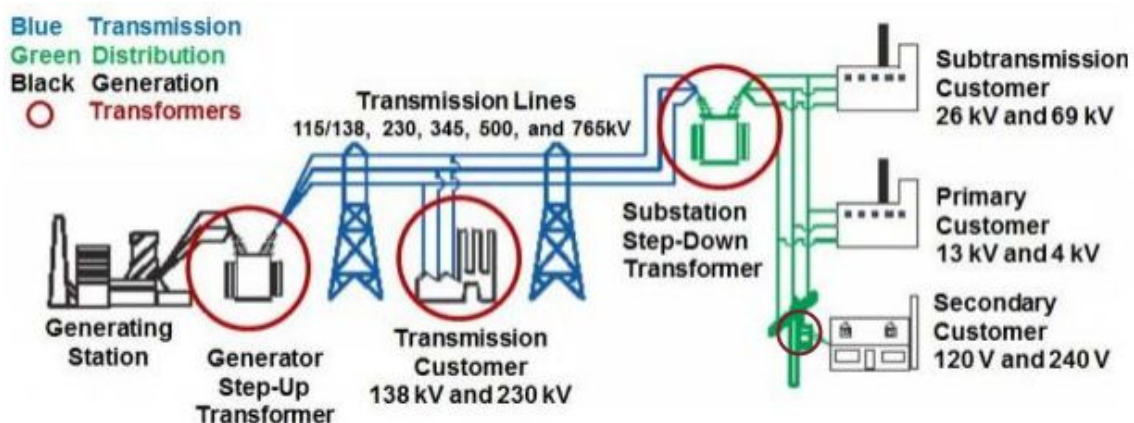 Blue Transmission
Green Distribution
Black Generation
Transformers
Transmission Lines
115/138, 230, 345, 500, and 765kV
Generating
Station
Generator
Step-Up
Transformer
Transmission
Customer
138 kV and 230 kV
Substation
Step-Down
Transformer
Subtransmission
Customer
26 kV and 69 kV
Primary
Customer
13 kV and 4 kV
Secondary
Customer
120 V and 240 V